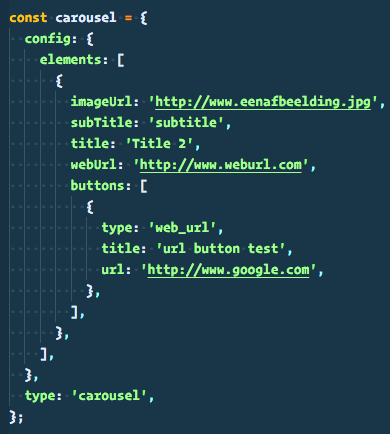 const carousel = {
  config: {
    elements: [
      {
        imageUrl: 'http://www.eenafbeelding.jpg',
        subTitle: 'subtitle',
        title: 'Title 2',
        webUrl: 'http://www.weburl.com',
        buttons: [
          {
            type: 'web_url',
            title: 'url button test',
            url: 'http://www.google.com',
          },
        ],
      },
    ],
  },
  type: 'carousel',
};